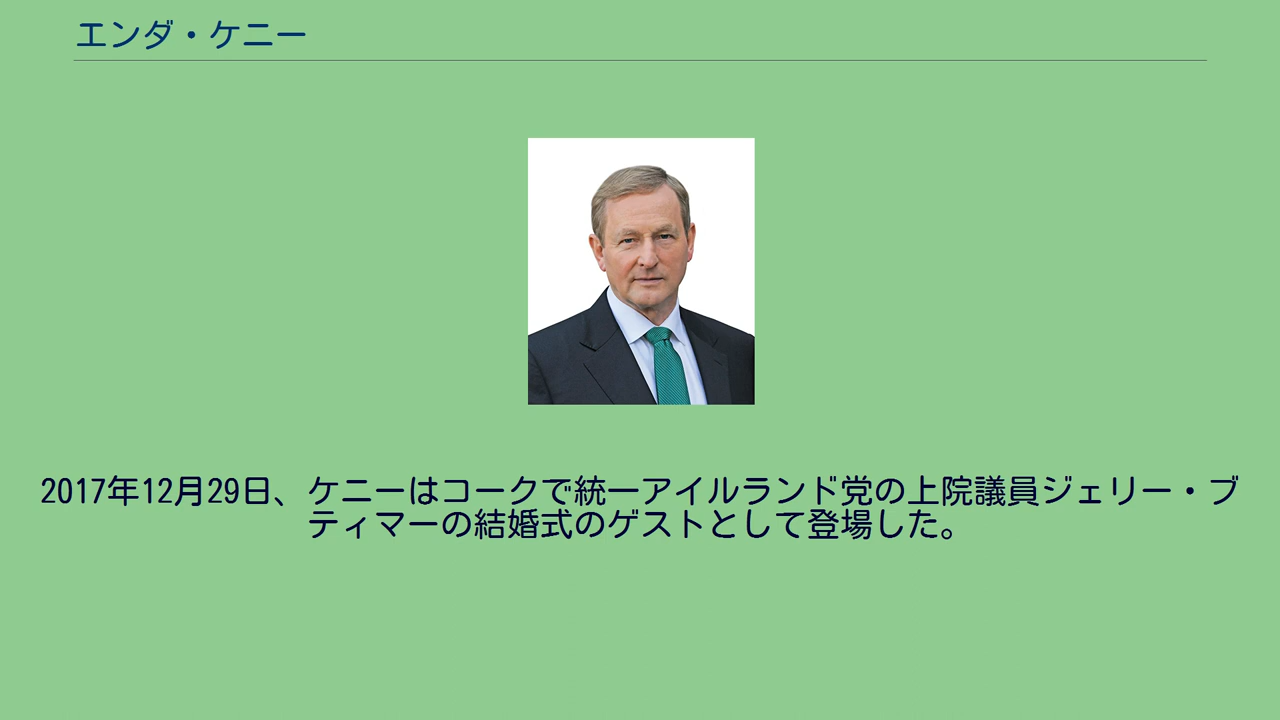 エンダ・ケニー
2017年12月29日、ケニーはコークで統一アイルランド党の上院議員ジェリー・ブ
ティマーの結婚式のゲストとして登場した。